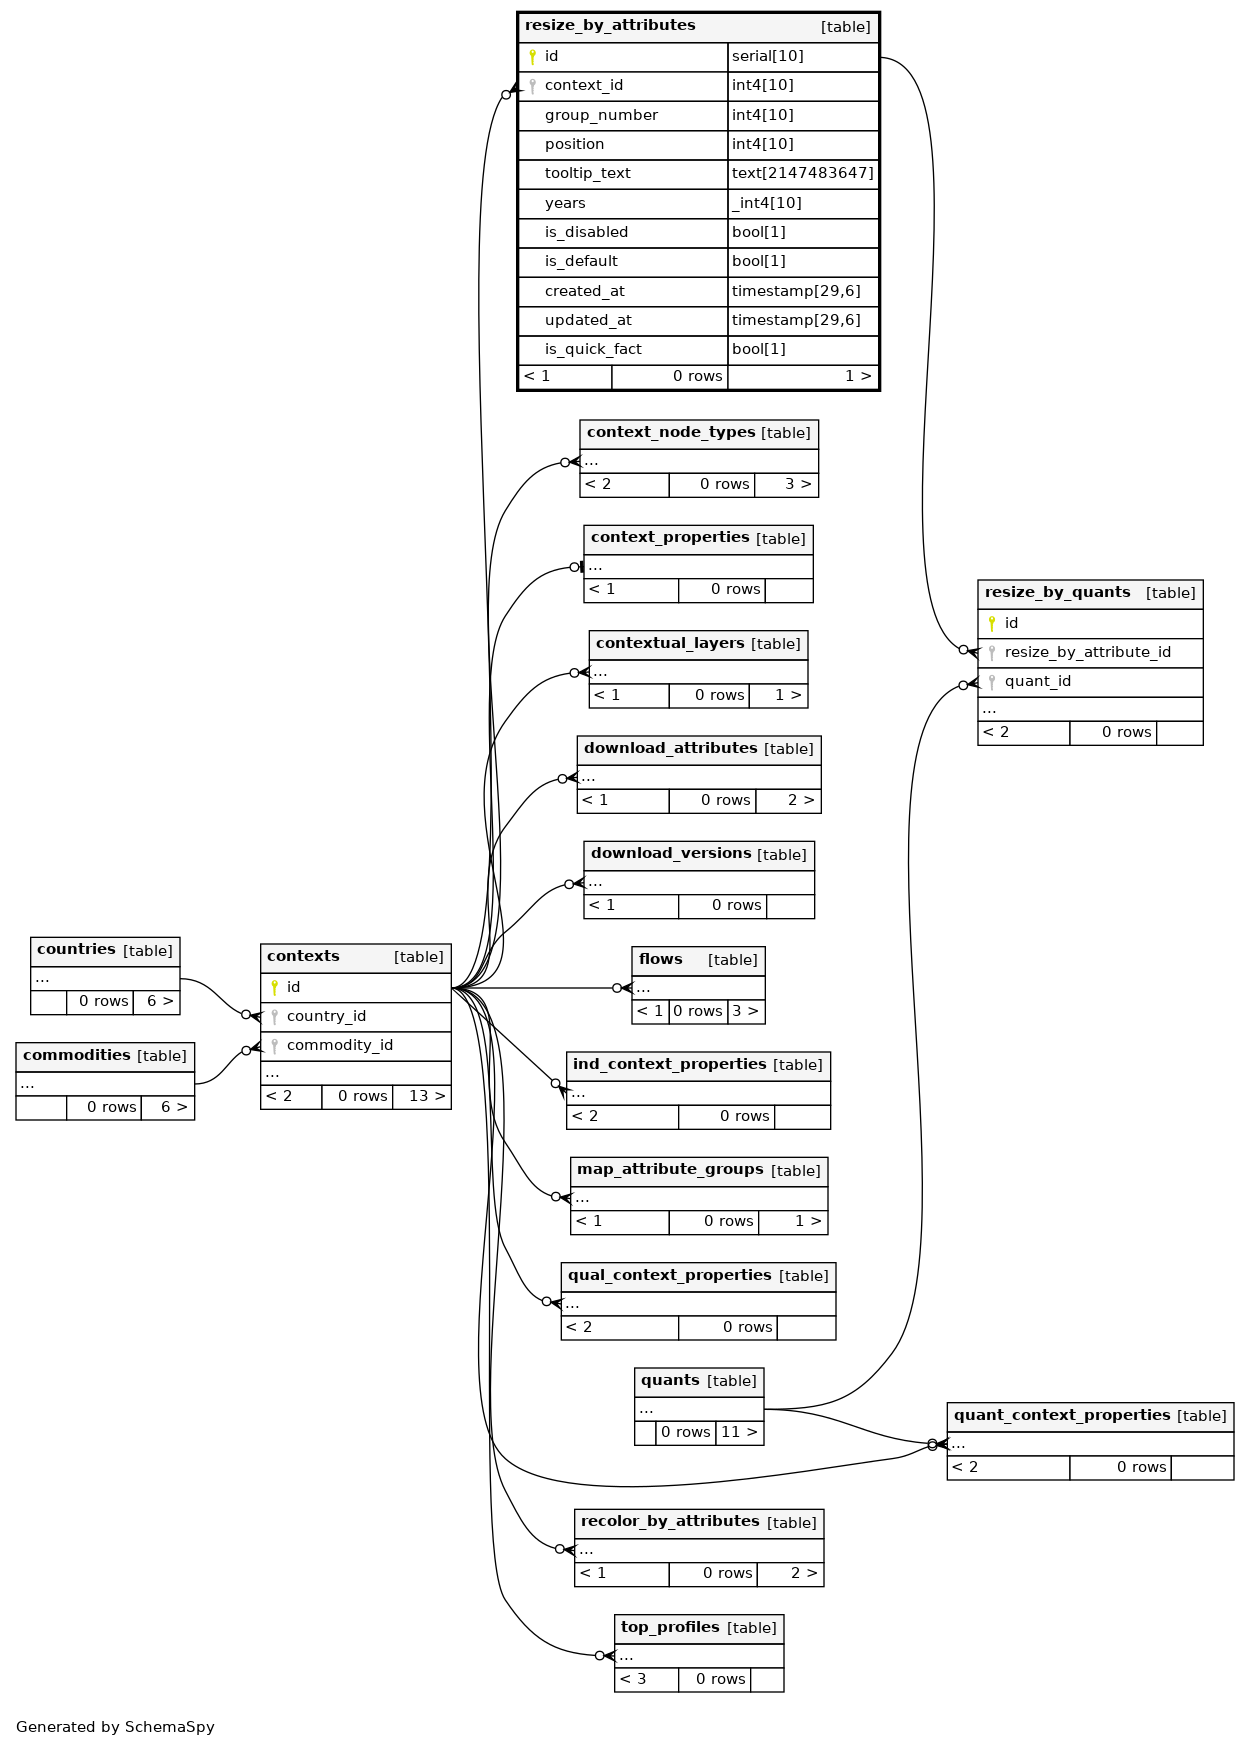 resize_by_attributes [table]
id serial[10]
context_id int4[10]
group_number int4[10]
position int4[10]
tooltip_text text[2147483647]
years _int4[10]
is_disabled bool[1]
is_default bool[1]
created_at timestamp[29,6]
updated_at timestamp[29,6]
is_quick_fact bool[1]
< 1 0 rows 1 >
context_node_types [table]
...
< 2 0 rows 3 >
context_properties [table]
...
< 1 0 rows
contextual_layers [table]
...
< 1 0 rows 1 >
resize_by_quants [table]
id
resize_by_attribute_id
quant_id
...
< 2 0 rows
download_attributes [table]
...
< 1 0 rows 2 >
download_versions [table]
...
< 1 0 rows
countries [table]
...
0 rows 6 >
commodities [table]
...
0 rows 6 >
contexts [table]
id
country_id
commodity_id
...
< 2 0 rows 13 >
flows [table]
...
< 1 0 rows 3 >
ind_context_properties [table]
...
< 2 0 rows
map_attribute_groups [table]
...
< 1 0 rows 1 >
qual_context_properties [table]
...
< 2 0 rows
quants [table]
...
0 rows 11 >
quant_context_properties [table]
...
< 2 0 rows
recolor_by_attributes [table]
...
< 1 0 rows 2 >
top_profiles [table]
...
< 3 0 rows
Generated by SchemaSpy